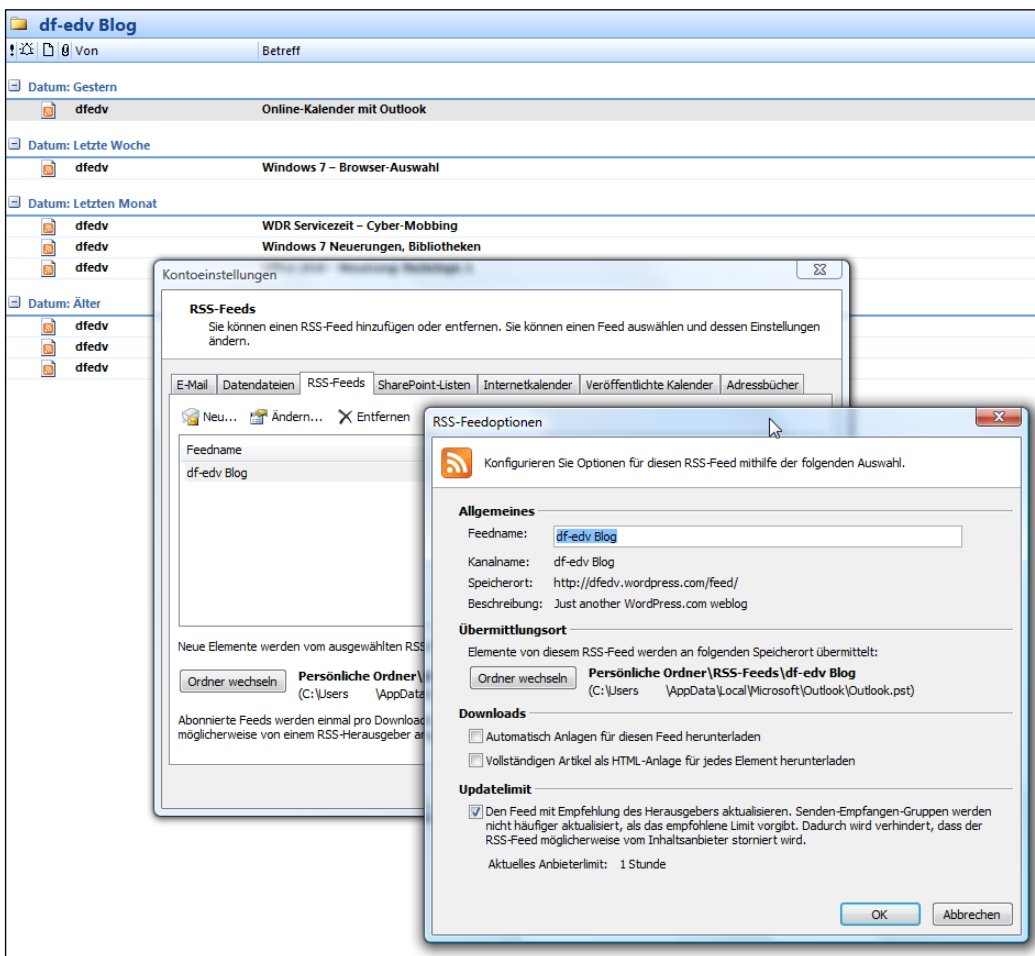 df-edv Blog
! Von Betreff
Datum: Gestern
dfedv Online-Kalender mit Outlook
Datum: Letzte Woche
dfedv Windows 7 – Browser-Auswahl
Datum: Letzten Monat
dfedv WDR Servicezeit – Cyber-Mobbing
dfedv Windows 7 Neuerungen, Bibliotheken
dfedv
Datum: Älter
dfedv
dfedv
dfedv
Kontoeinstellungen
RSS-Feeds
Sie können einen RSS-Feed hinzufügen oder entfernen. Sie können einen Feed auswählen und dessen Einstellungen
ändern.
E-Mail Datendateien RSS-Feeds SharePoint-Listen Internetkalender Veröffentlichte Kalender Adressbücher
Neu... Ändern... Entfernen
Feedname
df-edv Blog
Neue Elemente werden vom ausgewählten RSS
Ordner wechseln Persönliche Ordner\
(C:\Users \AppData
Abonnierte Feeds werden einmal pro Download
möglicherweise von einem RSS-Herausgeber
RSS-Feedoptionen
Konfigurieren Sie Optionen für diesen RSS-Feed mithilfe der folgenden Auswahl.
Allgemeines
Feedname: df-edv Blog
Kanalname: df-edv Blog
Speicherort: http://dfedv.wordpress.com/feed/
Beschreibung: Just another WordPress.com weblog
Übermittlungsort
Elemente von diesem RSS-Feed werden an folgenden Speicherort übermittelt:
Ordner wechseln Persönliche Ordner\RSS-Feeds\df-edv Blog
(C:\Users \AppData\Local\Microsoft\Outlook\Outlook.pst)
Downloads
Automatisch Anlagen für diesen Feed herunterladen
Vollständigen Artikel als HTML-Anlage für jedes Element herunterladen
Updatelimit
Den Feed mit Empfehlung des Herausgebers aktualisieren. Senden-Empfangen-Gruppen werden
nicht häufiger aktualisiert, als das empfohlene Limit vorgibt. Dadurch wird verhindert, dass der
RSS-Feed möglicherweise vom Inhaltsanbieter storniert wird.
Aktuelles Anbieterlimit: 1 Stunde
OK Abbrechen